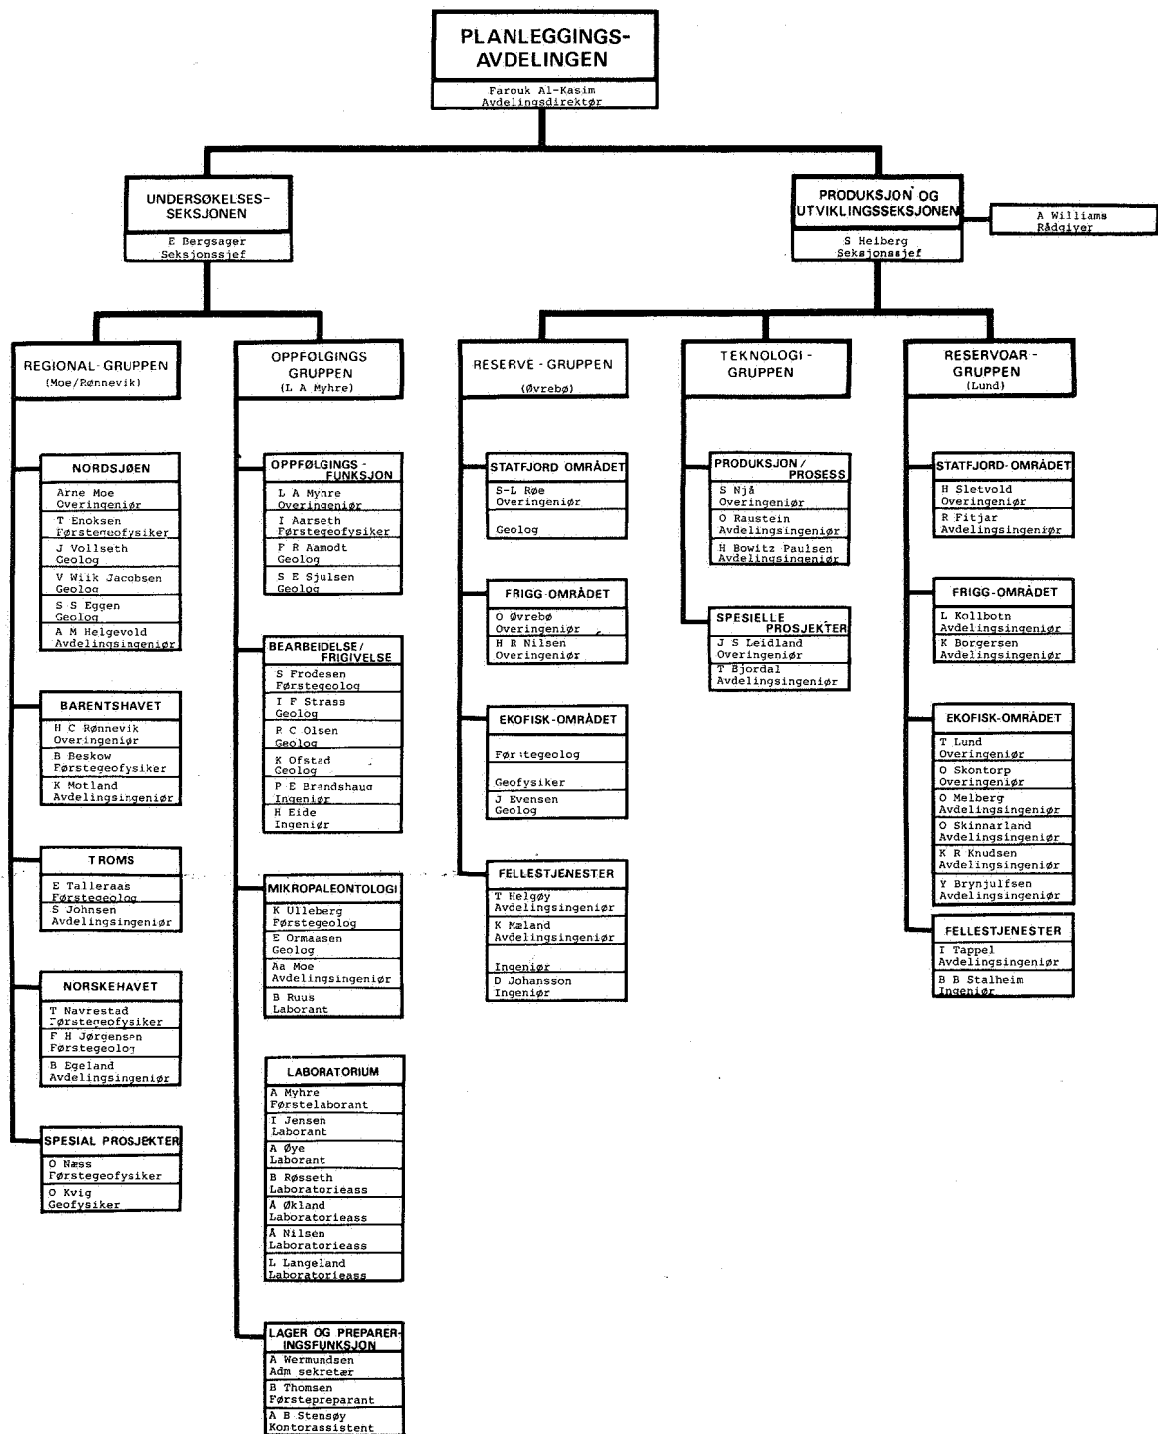 PLANLEGGINGS-
AVDELINGEN
Farouk Al-Kasim
Avdelingsdirektør
UNDERSØKELSES-
SEKSJONEN
E Bergsager
Seksjonssjef
PRODUKSJON OG
UTVIKLINGSSEKSJONEN
S Heiberg
Seksjonssjef
A Williams
Rådgiver
REGIONAL-GRUPPEN
(Moe/Rønnevik)
NORDSJØEN
Arne Moe
Overingeniør
T Enoksen
Førstegeofysiker
J Vollseth
Geolog
V Wiik Jacobsen
Geolog
S S Eggen
Geolog
A M Helgevold
Avdelingsingeniør
BARENTSHAVET
H C Rønnevik
Overingeniør
B Beskow
Førstegeofysiker
K Motland
Avdelingsingeniør
TROMS
E Talleraas
Førstegeolog
S Johnsen
Avdelingsingeniør
NORSKEHAVET
T Navrestad
Førstegeofysiker
F H Jørgensen
Førstegeolog
B Egeland
Avdelingsingeniør
SPESIAL PROSJEKTER
O Næss
Førstegeofysiker
O Kvig
Geofysiker
OPPFØLGINGS
GRUPPEN
(L A Myhre)
OPPFØLGINGS-
FUNKSJON
L A Myhre
Overingeniør
I Aarseth
Førstegeofysiker
F R Aamodt
Geolog
S E Sjulsen
Geolog
BEARBEIDELSE/
FRIGIVELSE
S Frodesen
Førstegeolog
I F Strass
Geolog
R C Olsen
Geolog
K Ofstad
Geolog
P E Brandshaug
Ingeniør
H Eide
Ingeniør
MIKROPALEONTOLOGI
K Ulleberg
Førstegeolog
E Ormaasen
Geolog
Aa Moe
Avdelingsingeniør
B Ruus
Laborant
LABORATORIUM
A Myhre
Førstelaborant
I Jensen
Laborant
A Øye
Laborant
B Røsseth
Laboratorieass
Å Økland
Laboratorieass
Å Nilsen
Laboratorieass
L Langeland
Laboratorieass
LAGER OG PREPARER-
INGSFUNKSJON
A Wermundsen
Adm sekretær
B Thomsen
Førstepreparant
A B Stensøy
Kontorassistent
RESERVE-GRUPPEN
(Øvrebø)
STATFJORD OMRÅDET
S-L Røe
Overingeniør
Geolog
FRIGG-OMRÅDET
O Øvrebø
Overingeniør
H R Nilsen
Overingeniør
EKOFISK-OMRÅDET
Førstegeolog
Geofysiker
J Evensen
Geolog
FELLESTJENESTER
T Helgøy
Avdelingsingeniør
K Mæland
Avdelingsingeniør
Ingeniør
D Johansson
Ingeniør
TEKNOLOGI-
GRUPPEN
PRODUKSJON/
PROSESS
S Njå
Overingeniør
O Raustein
Avdelingsingeniør
H Bowitz Paulsen
Avdelingsingeniør
SPESIELLE
PROSJEKTER
J S Leidland
Overingeniør
T Bjordal
Avdelingsingeniør
RESERVOAR-
GRUPPEN
(Lund)
STATFJORD-OMRÅDET
H Sletvold
Overingeniør
R Fitjar
Avdelingsingeniør
FRIGG-OMRÅDET
L Kollbotn
Avdelingsingeniør
K Borgersen
Avdelingsingeniør
EKOFISK-OMRÅDET
T Lund
Overingeniør
O Skontorp
Overingeniør
O Melberg
Avdelingsingeniør
O Skinnarland
Avdelingsingeniør
K R Knudsen
Avdelingsingeniør
Y Brynjulfsen
Avdelingsingeniør
FELLESTJENESTER
I Tappel
Avdelingsingeniør
B B Stalheim
Ingeniør